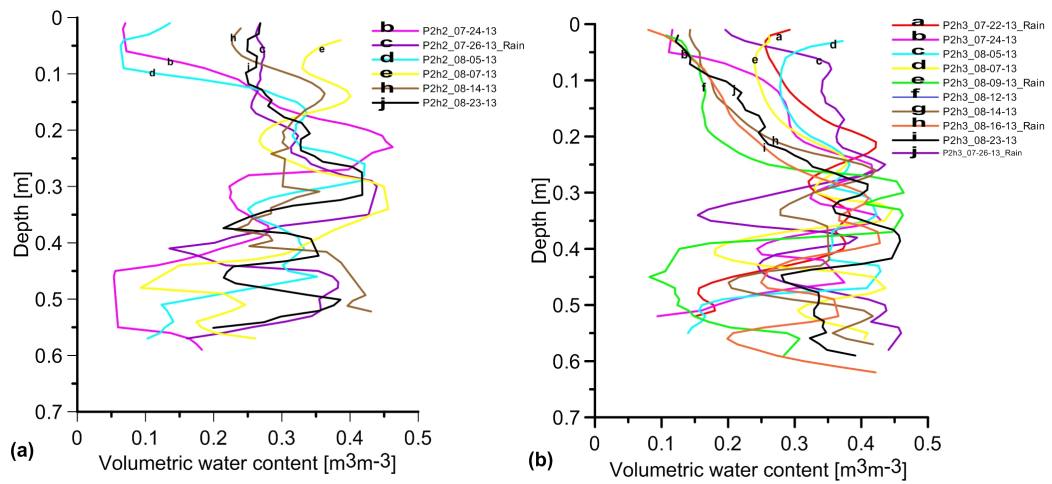 0
0.1
0.2
0.3
0.4
0.5
0.6
0.7
Depth [m]
0
0.1
0.2
0.3
0.4
0.5
Volumetric water content [m3m-3]
(a)
b P2h2_07-24-13
c P2h2_07-26-13_Rain
d P2h2_08-05-13
e P2h2_08-07-13
h P2h2_08-14-13
j P2h2_08-23-13
h
e
c
b
i
d
0
0.1
0.2
0.3
0.4
0.5
0.6
0.7
Depth [m]
0
0.1
0.2
0.3
0.4
0.5
Volumetric water content [m3m-3]
(b)
a P2h3_07-22-13_Rain
b P2h3_07-24-13
c P2h3_08-05-13
d P2h3_08-07-13
e P2h3_08-09-13_Rain
f P2h3_08-12-13
g P2h3_08-14-13
h P2h3_08-16-13_Rain
i P2h3_08-23-13
j P2h3_07-26-13_Rain
a
d
b
e
c
f
j
h
i